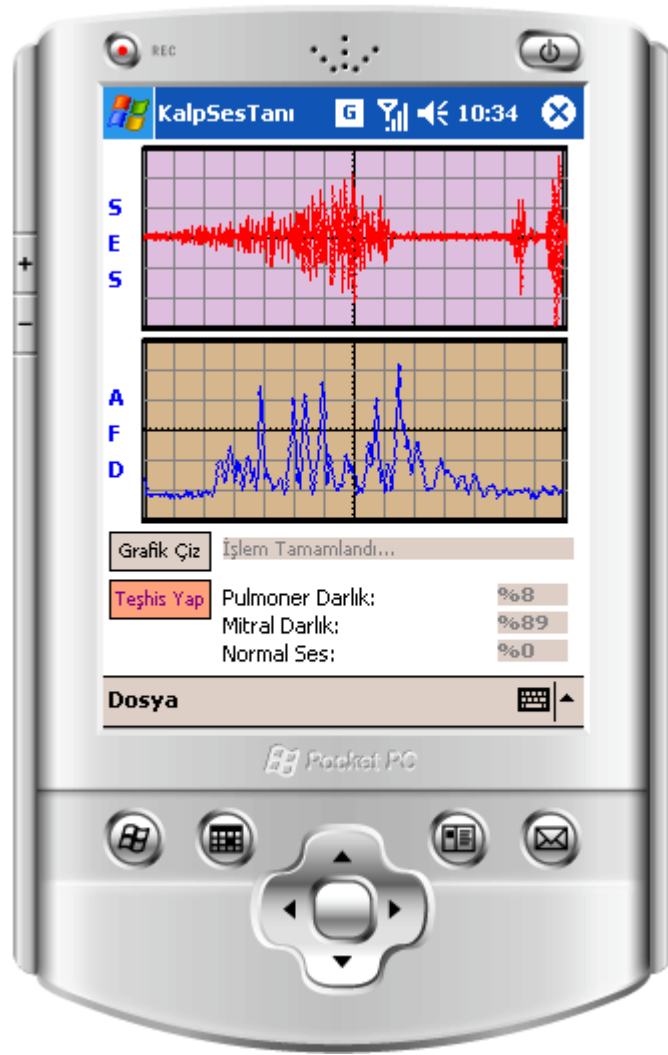 REC
KalpSesTanı G 10:34
S
E
S
A
F
D
Grafik Çiz İşlem Tamamlandı...
Teşhis Yap Pulmoner Darlık: %8
Mitral Darlık: %89
Normal Ses: %0
Dosya
Pocket PC